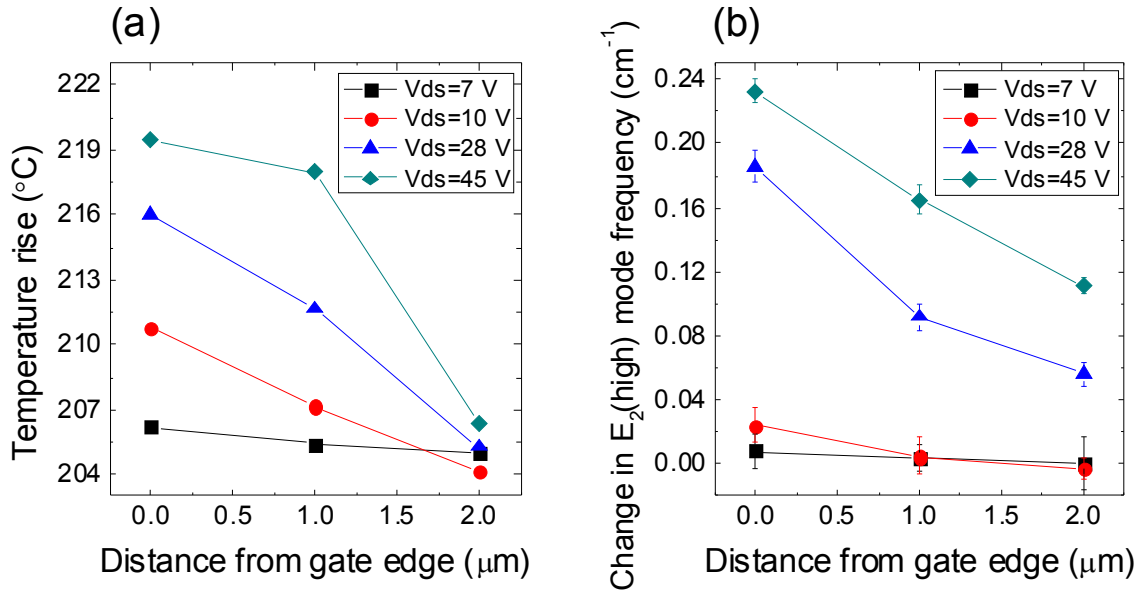 (a)
Temperature rise (°C)
222
219
216
213
210
207
204
Vds=7 V
Vds=10 V
Vds=28 V
Vds=45 V
0.0 0.5 1.0 1.5 2.0
Distance from gate edge (μm)
(b)
Change in E₂(high) mode frequency (cm⁻¹)
0.24
0.20
0.16
0.12
0.08
0.04
0.00
Vds=7 V
Vds=10 V
Vds=28 V
Vds=45 V
0.0 0.5 1.0 1.5 2.0
Distance from gate edge (μm)